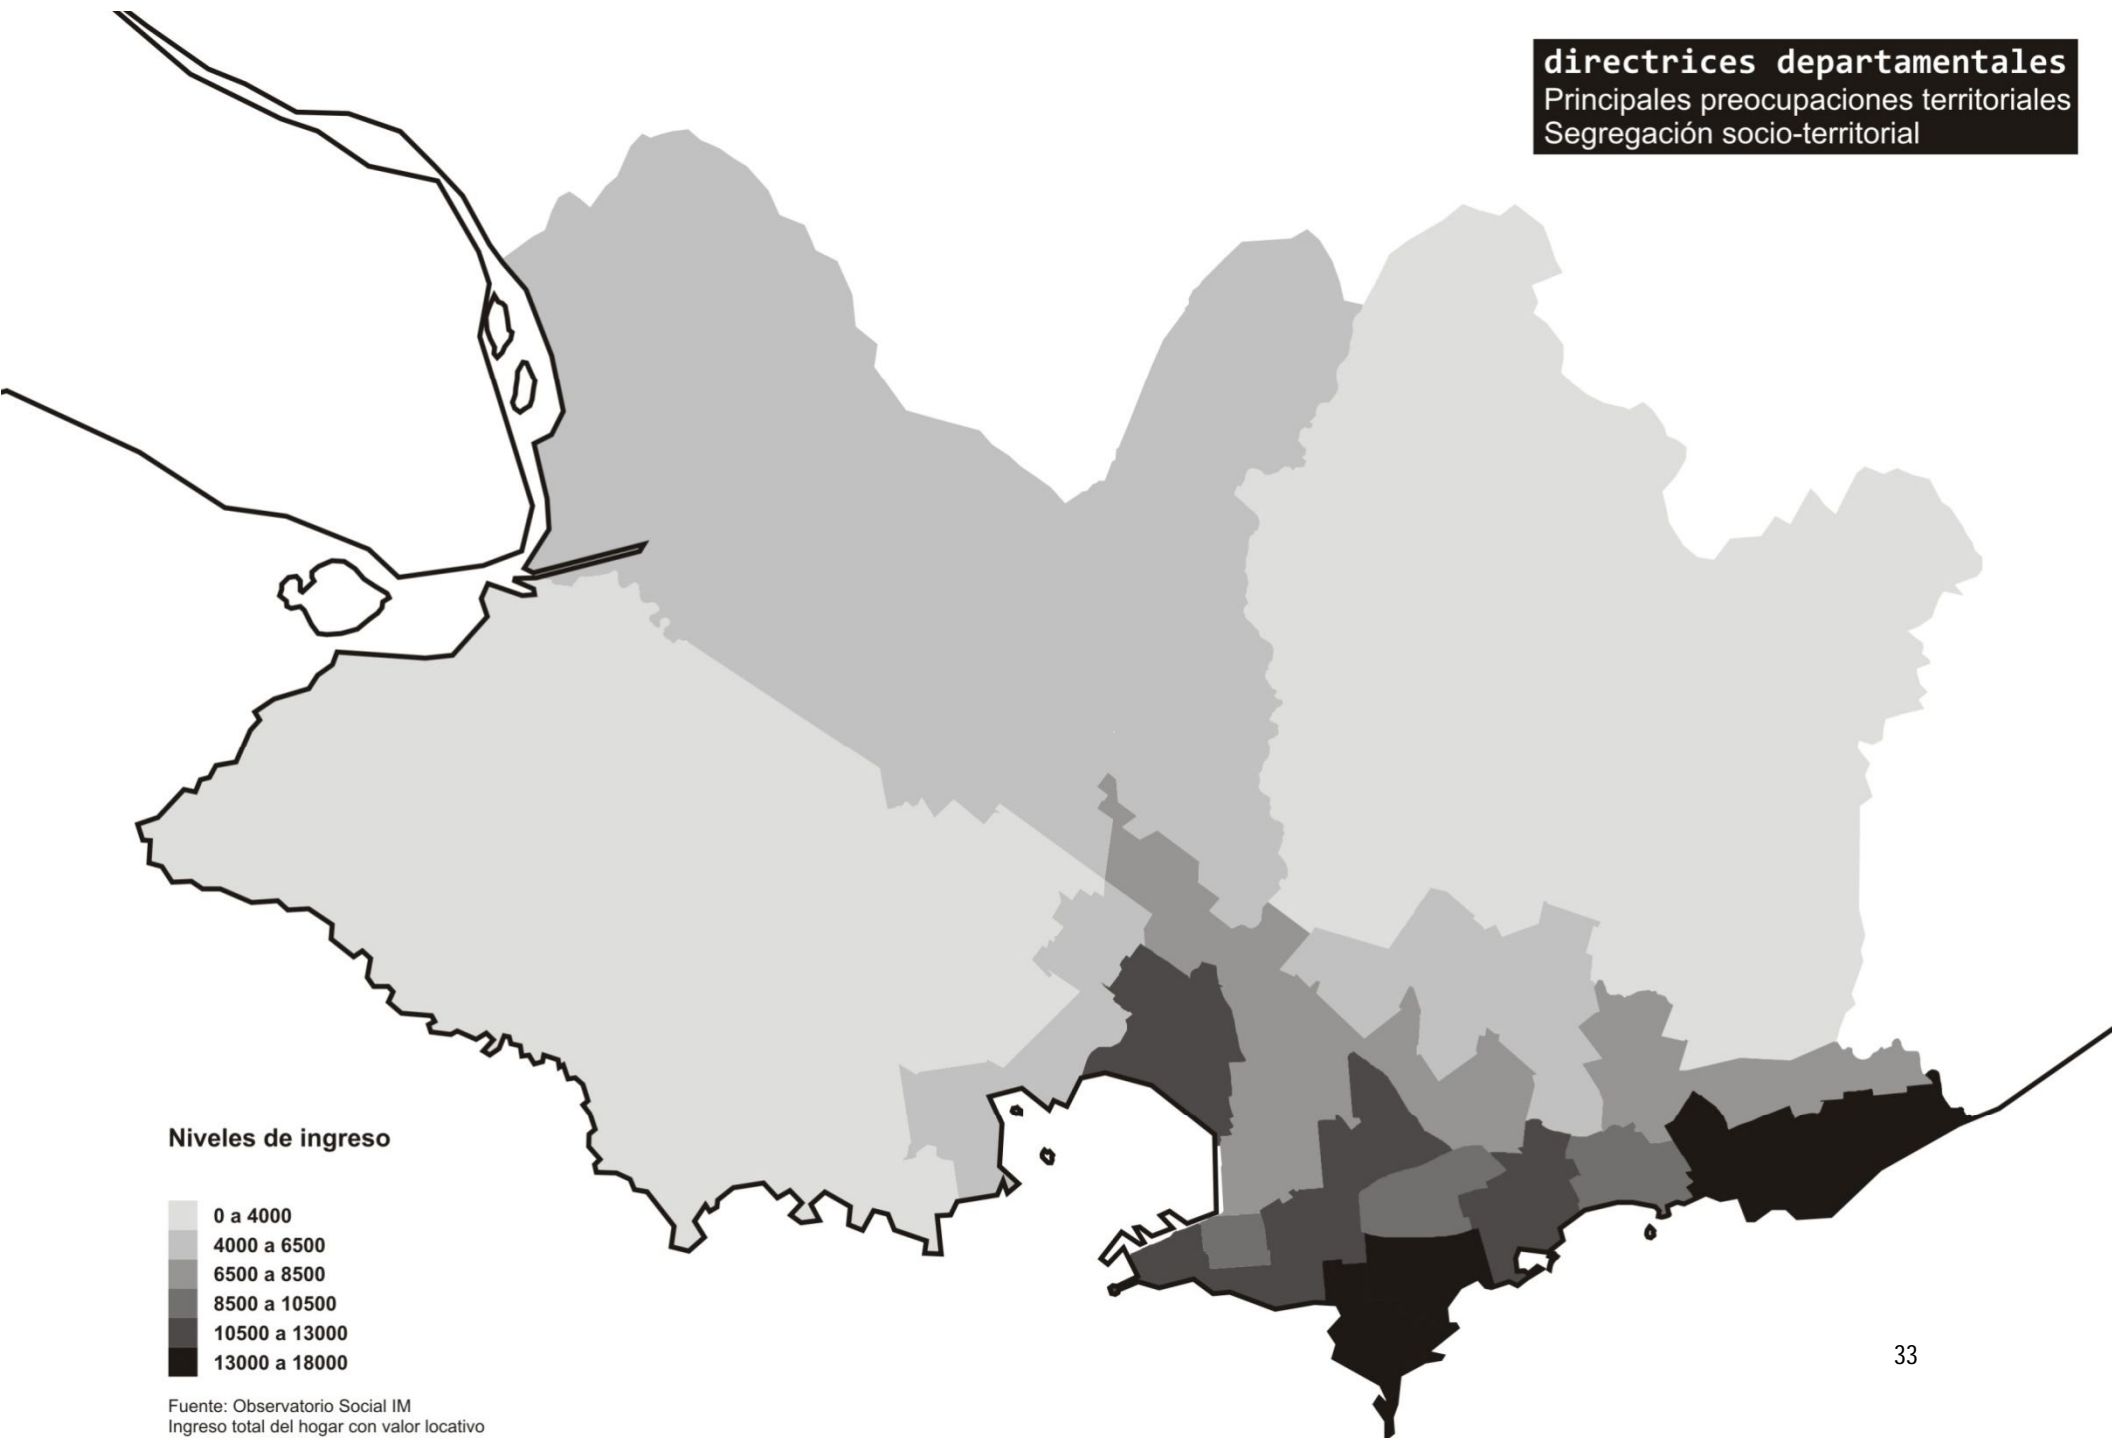 directrices departamentales
Principales preocupaciones territoriales
Segregación socio-territorial
Niveles de ingreso
0 a 4000
4000 a 6500
6500 a 8500
8500 a 10500
10500 a 13000
13000 a 18000
Fuente: Observatorio Social IM
Ingreso total del hogar con valor locativo
33